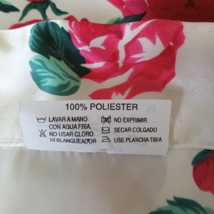 100% POLIESTER
LAVAR A MANO NO EXPRIMIR
CON AGUA FRIA SECAR COLGADO
NO USAR CLORO USE PLANCHA TIBIA
NI BLANQUEADOR